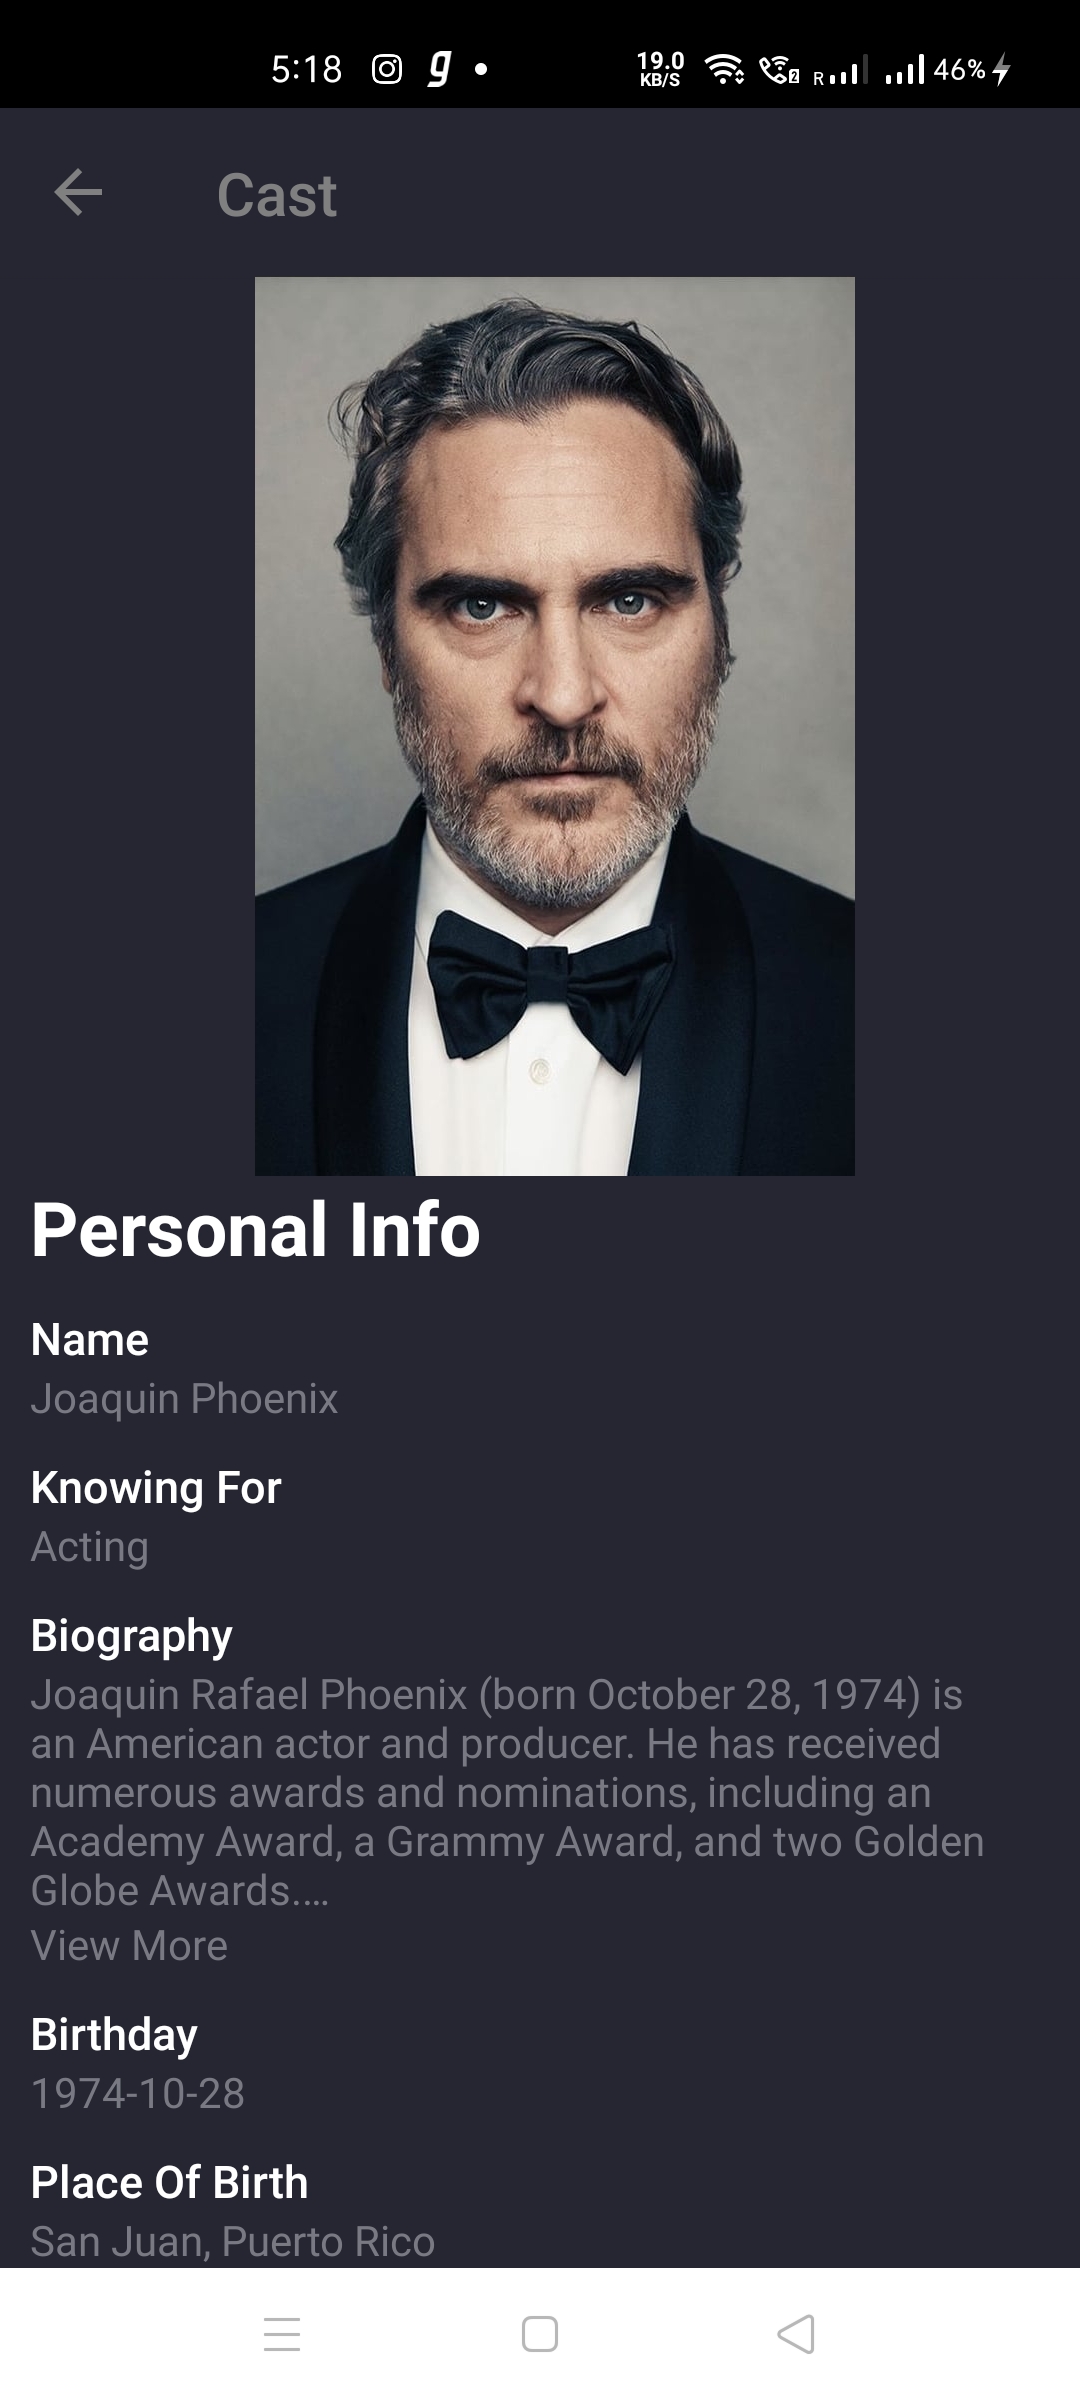 5:18 g 19.0 KB/S 2 R 46%
Cast
Personal Info
Name
Joaquin Phoenix
Knowing For
Acting
Biography
Joaquin Rafael Phoenix (born October 28, 1974) is
an American actor and producer. He has received
numerous awards and nominations, including an
Academy Award, a Grammy Award, and two Golden
Globe Awards.…
View More
Birthday
1974-10-28
Place Of Birth
San Juan, Puerto Rico